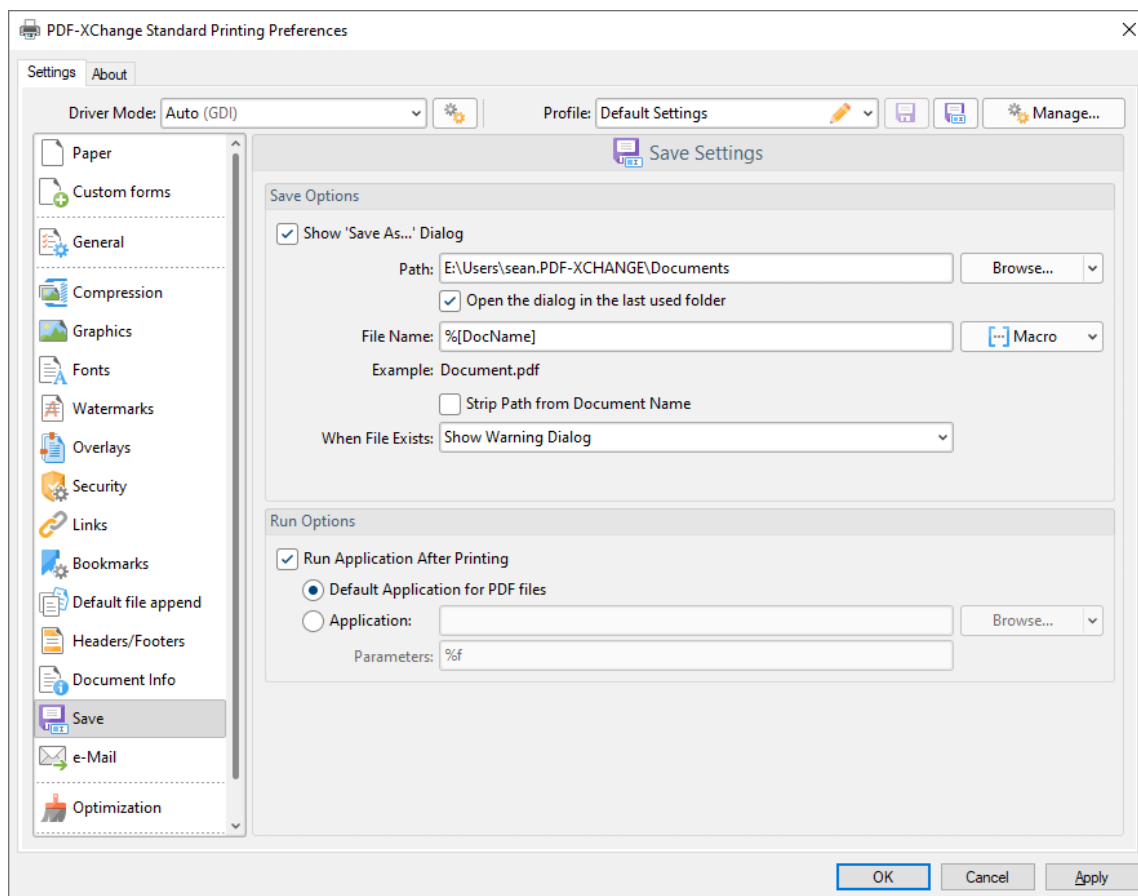 PDF-XChange Standard Printing Preferences
Settings About
Driver Mode: Auto (GDI) Profile: Default Settings Manage...
Paper
Custom forms
General
Compression
Graphics
Fonts
Watermarks
Overlays
Security
Links
Bookmarks
Default file append
Headers/Footers
Document Info
Save
e-Mail
Optimization
Save Settings
Save Options
Show 'Save As...' Dialog
Path: E:\Users\sean.PDF-XCHANGE\Documents Browse...
Open the dialog in the last used folder
File Name: %[DocName] Macro
Example: Document.pdf
Strip Path from Document Name
When File Exists: Show Warning Dialog
Run Options
Run Application After Printing
Default Application for PDF files
Application: Browse...
Parameters: %f
OK Cancel Apply